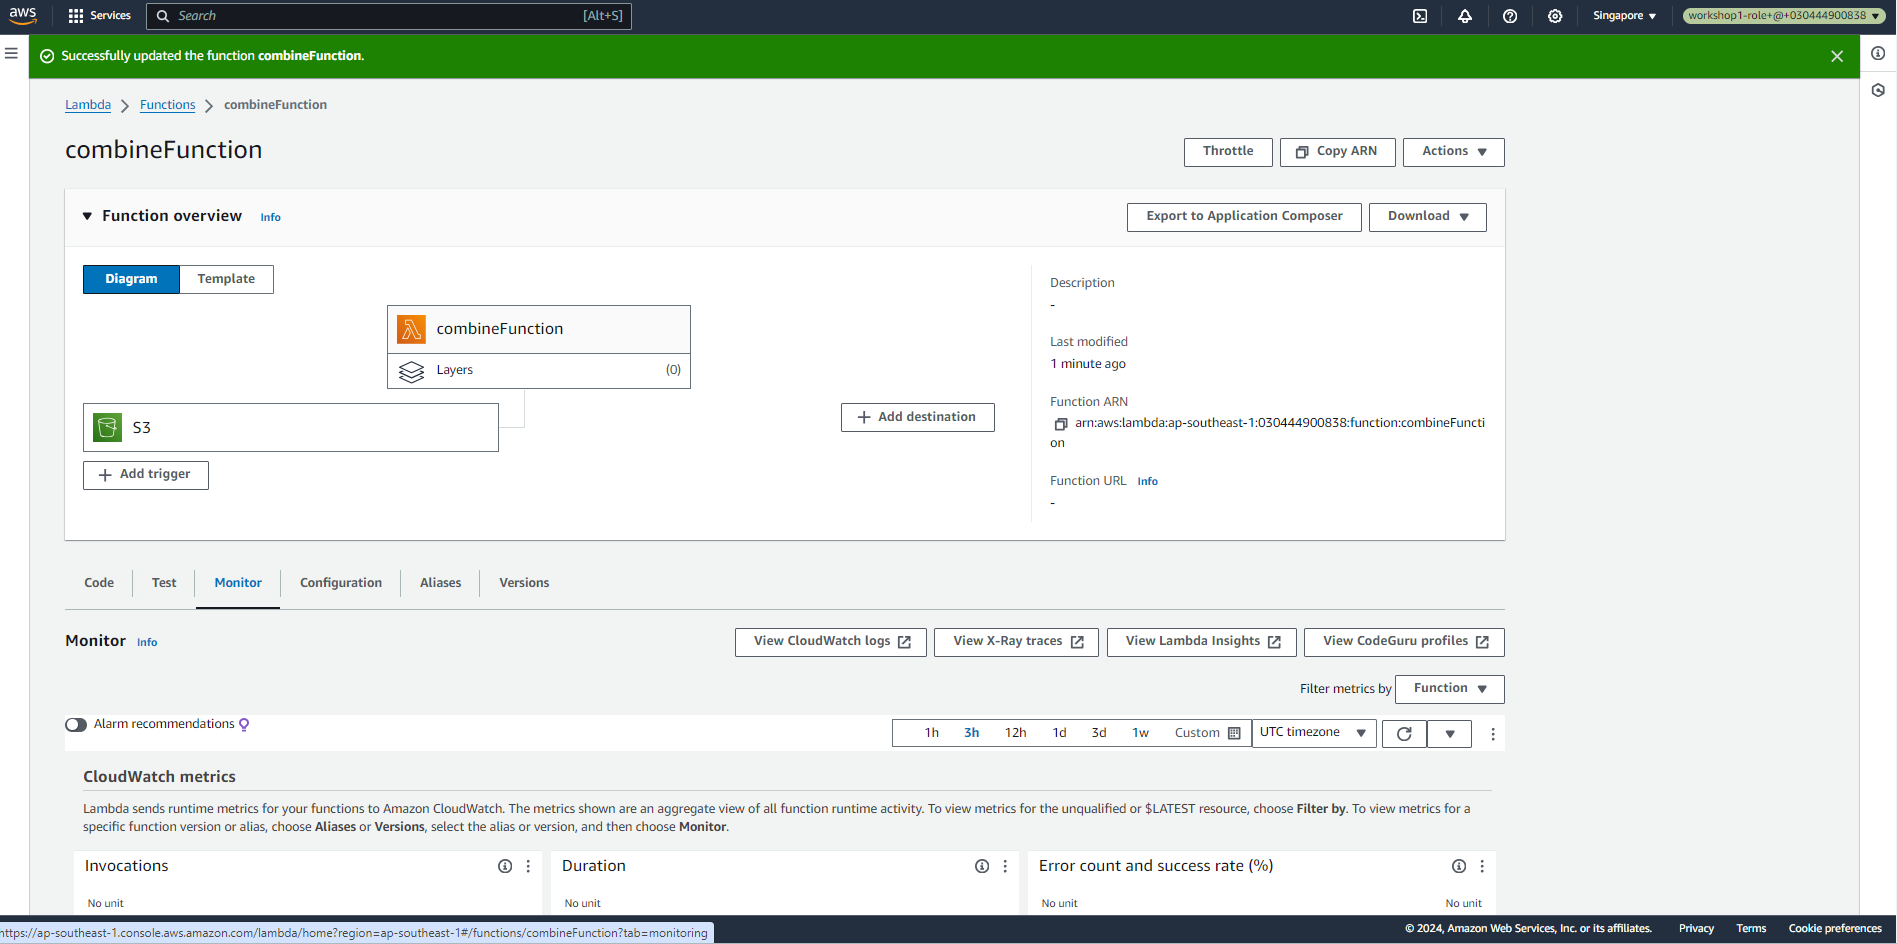 aws Services Search [Alt+S] Singapore workshop1-role+@+030444900838
Successfully updated the function combineFunction.
Lambda Functions combineFunction
combineFunction
Throttle Copy ARN Actions
Function overview Info
Export to Application Composer Download
Diagram Template
combineFunction
Layers (0)
S3
Add trigger
Add destination
Description
-
Last modified
1 minute ago
Function ARN
arn:aws:lambda:ap-southeast-1:030444900838:function:combineFuncti
on
Function URL Info
-
Code Test Monitor Configuration Aliases Versions
Monitor Info
View CloudWatch logs View X-Ray traces View Lambda Insights View CodeGuru profiles
Filter metrics by Function
Alarm recommendations
1h 3h 12h 1d 3d 1w Custom UTC timezone
CloudWatch metrics
Lambda sends runtime metrics for your functions to Amazon CloudWatch. The metrics shown are an aggregate view of all function runtime activity. To view metrics for the unqualified or $LATEST resource, choose Filter by. To view metrics for a
specific function version or alias, choose Aliases or Versions, select the alias or version, and then choose Monitor.
Invocations Duration Error count and success rate (%)
No unit No unit No unit No unit
https://ap-southeast-1.console.aws.amazon.com/lambda/home?region=ap-southeast-1#/functions/combineFunction?tab=monitoring
© 2024, Amazon Web Services, Inc. or its affiliates. Privacy Terms Cookie preferences